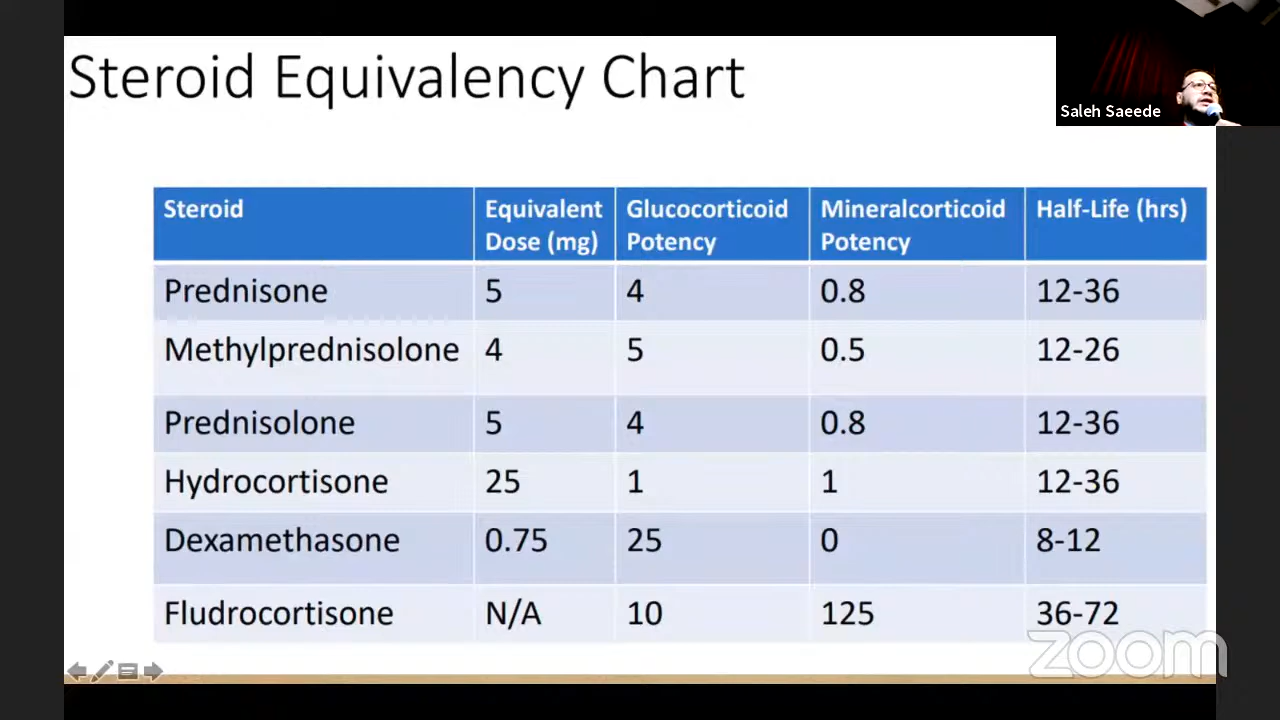 Steroid Equivalency Chart
Saleh Saeede
Steroid Equivalent Dose (mg) Glucocorticoid Potency Mineralcorticoid Potency Half-Life (hrs)
Prednisone 5 4 0.8 12-36
Methylprednisolone 4 5 0.5 12-26
Prednisolone 5 4 0.8 12-36
Hydrocortisone 25 1 1 12-36
Dexamethasone 0.75 25 0 8-12
Fludrocortisone N/A 10 125 36-72
zoom